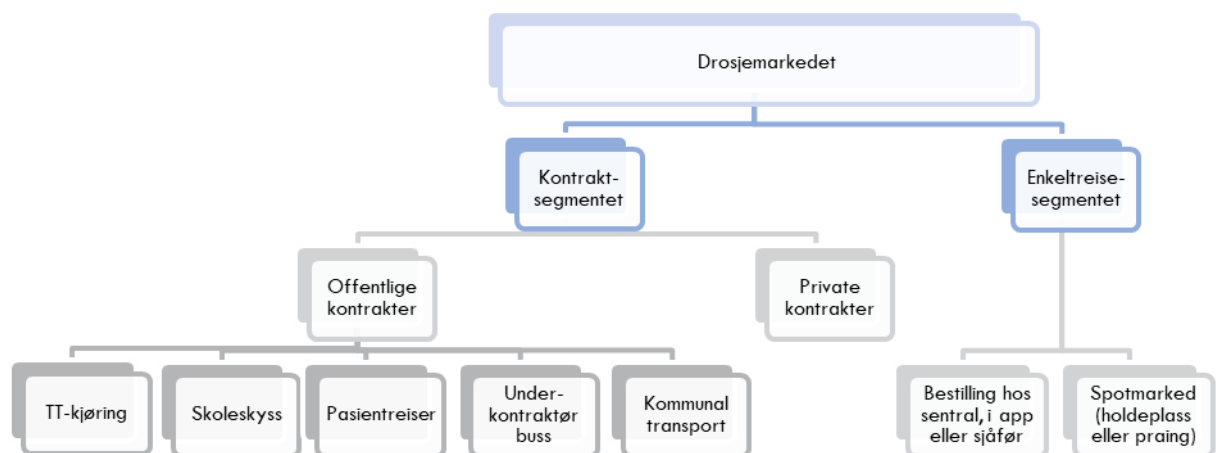 Drosjemarkedet
Kontrakt-
segmentet
Enkeltreise-
segmentet
Offentlige
kontrakter
Private
kontrakter
TT-kjøring
Skoleskyss
Pasientreiser
Under-
kontraktør
buss
Kommunal
transport
Bestilling hos
sentral, i app
eller sjåfør
Spotmarked
(holdeplass
eller praing)